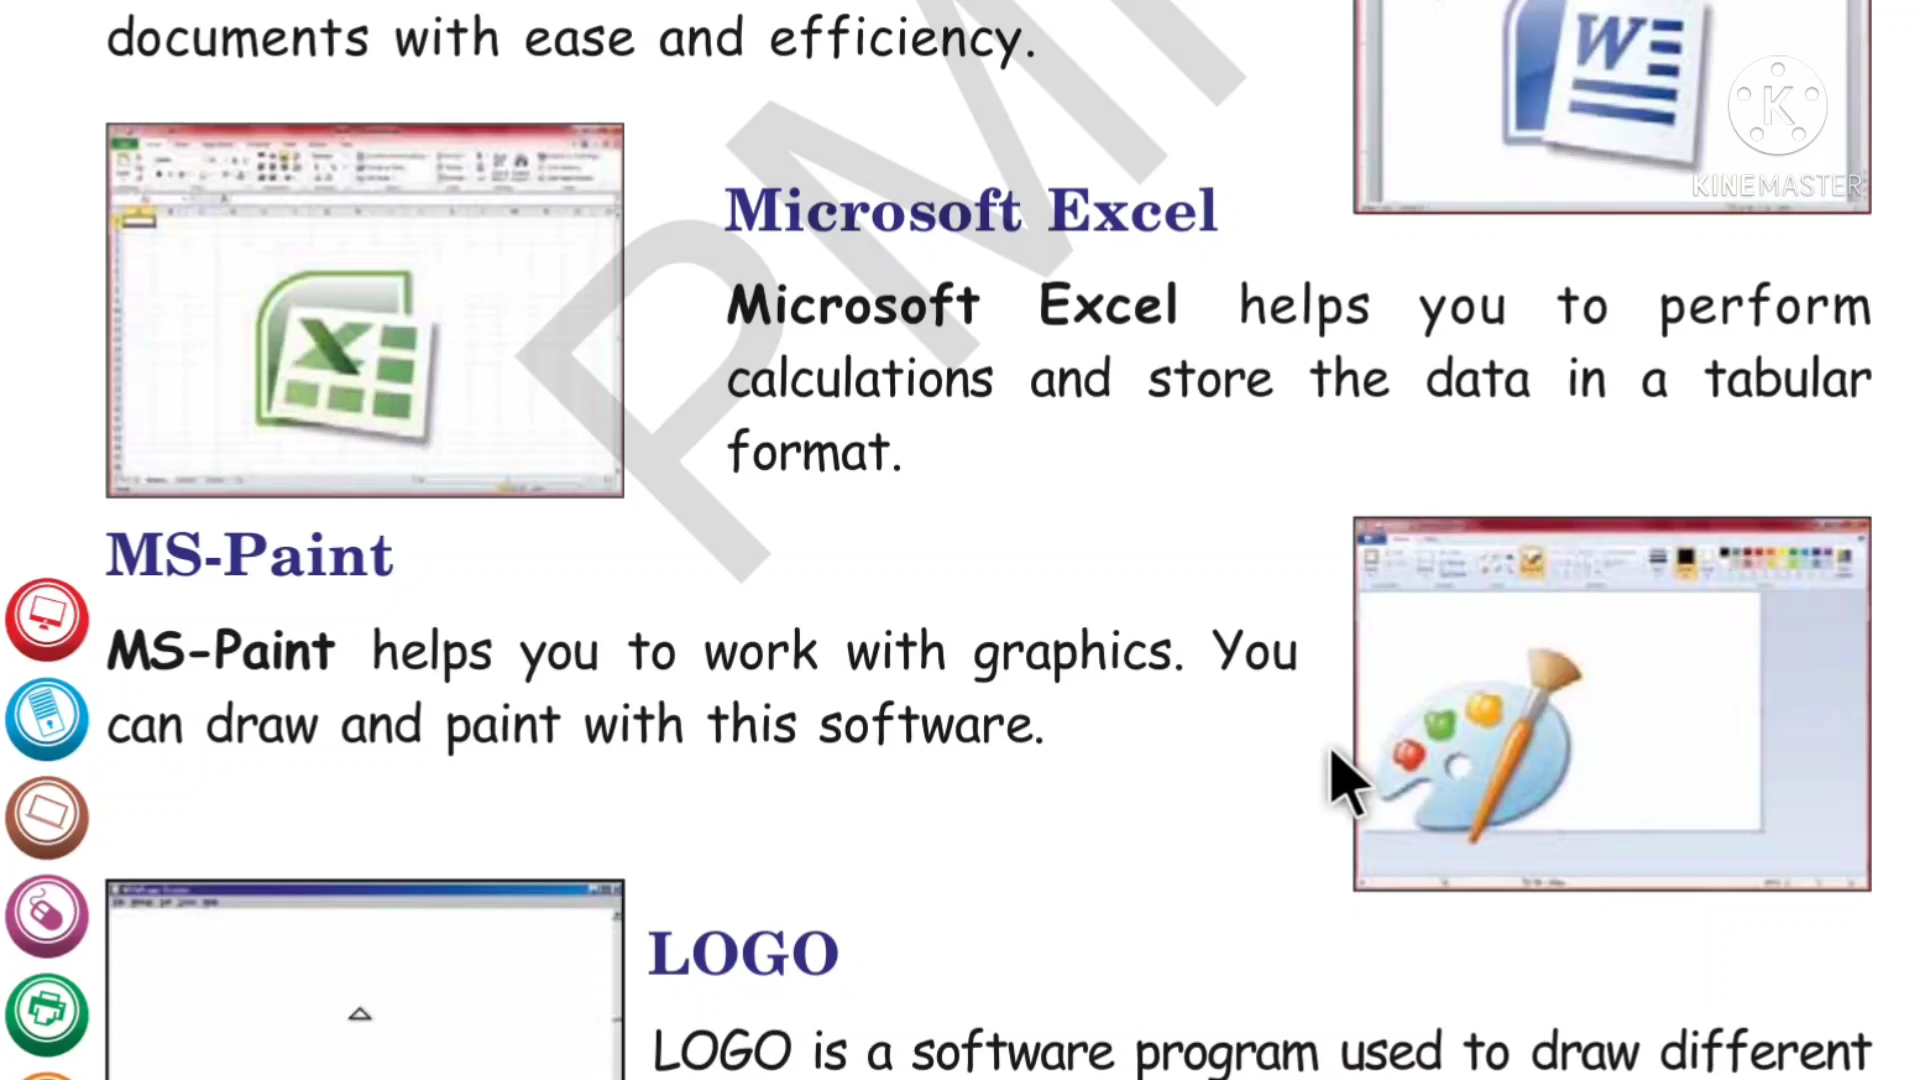 documents with ease and efficiency.
W
KINEMASTER
PM
Microsoft Excel
Microsoft Excel helps you to perform
calculations and store the data in a tabular
format.
MS-Paint
MS-Paint helps you to work with graphics. You
can draw and paint with this software.
LOGO
LOGO is a software program used to draw different